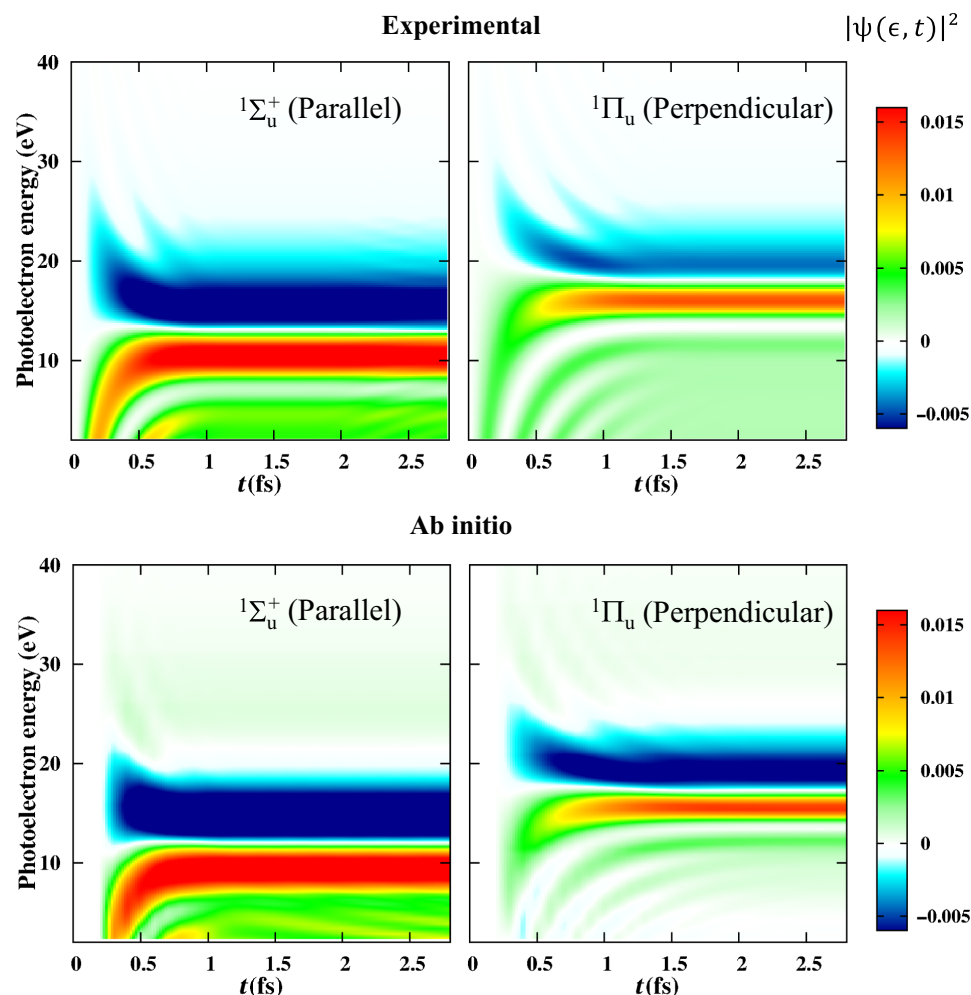 Experimental
|ψ(ϵ, t)|²
¹Σᵤ⁺ (Parallel)
¹Πᵤ (Perpendicular)
Photoelectron energy (eV)
40
30
20
10
0 0.5 1 1.5 2 2.5
t(fs)
0 0.5 1 1.5 2 2.5
t(fs)
0.015
0.01
0.005
0
−0.005
Ab initio
¹Σᵤ⁺ (Parallel)
¹Πᵤ (Perpendicular)
Photoelectron energy (eV)
40
30
20
10
0 0.5 1 1.5 2 2.5
t(fs)
0 0.5 1 1.5 2 2.5
t(fs)
0.015
0.01
0.005
0
−0.005